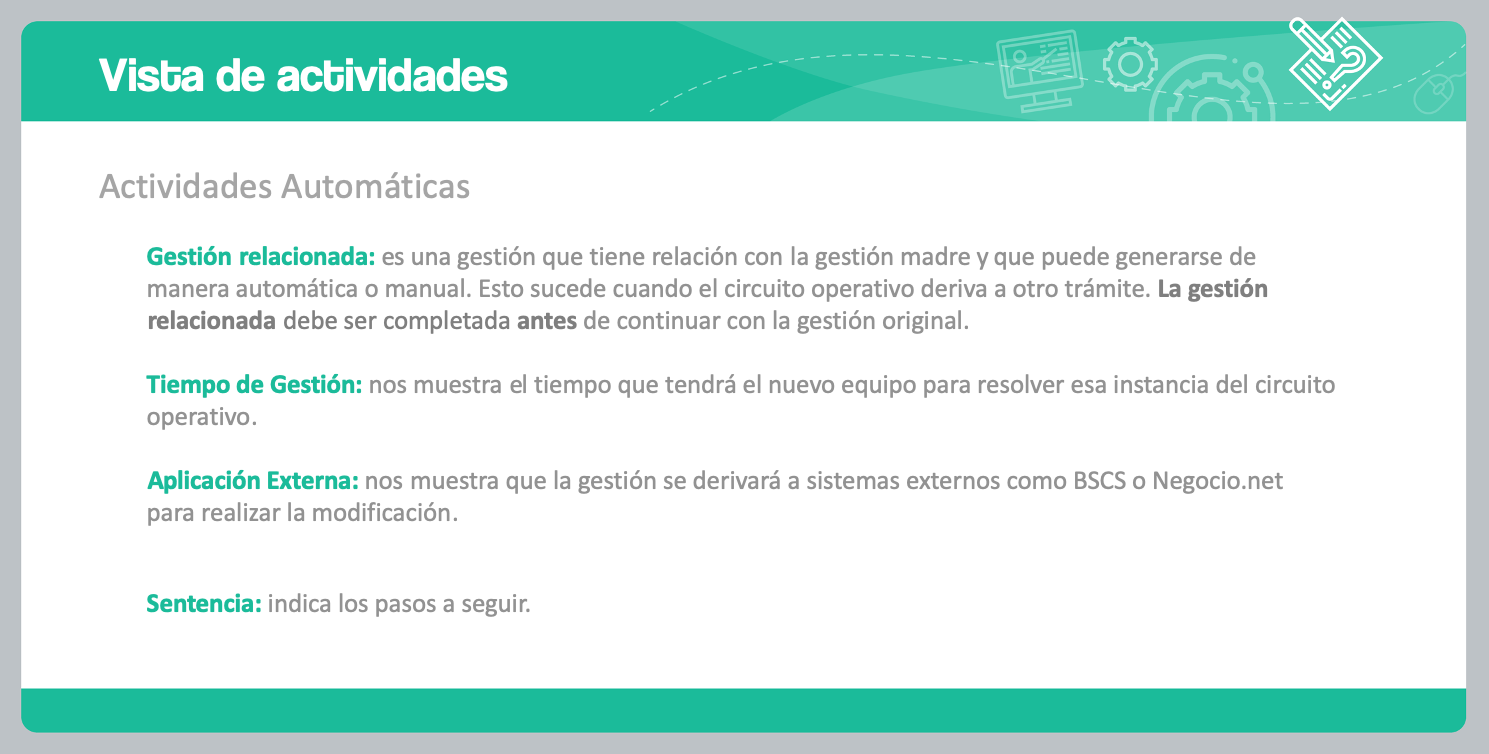 Vista de actividades
Actividades Automáticas
Gestión relacionada: es una gestión que tiene relación con la gestión madre y que puede generarse de
manera automática o manual. Esto sucede cuando el circuito operativo deriva a otro trámite. La gestión
relacionada debe ser completada antes de continuar con la gestión original.
Tiempo de Gestión: nos muestra el tiempo que tendrá el nuevo equipo para resolver esa instancia del circuito
operativo.
Aplicación Externa: nos muestra que la gestión se derivará a sistemas externos como BSCS o Negocio.net
para realizar la modificación.
Sentencia: indica los pasos a seguir.